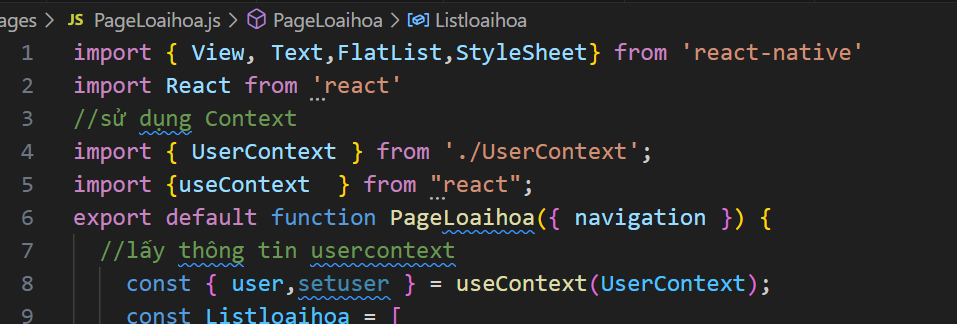 ages > JS PageLoaihoa.js > PageLoaihoa > Listloaihoa
1 import { View, Text,FlatList,StyleSheet} from 'react-native'
2 import React from 'react'
3 //sử dụng Context
4 import { UserContext } from './UserContext';
5 import {useContext  } from "react";
6 export default function PageLoaihoa({ navigation }) {
7   //lấy thông tin usercontext
8     const { user,setuser } = useContext(UserContext);
9     const Listloaihoa = [